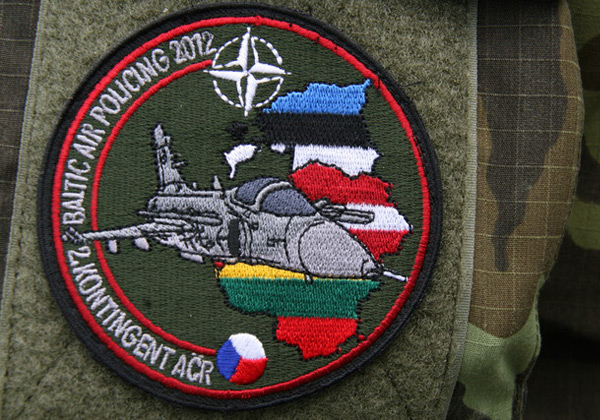 2. KONTINGENT AČR
BALTIC AIR POLICING 2012